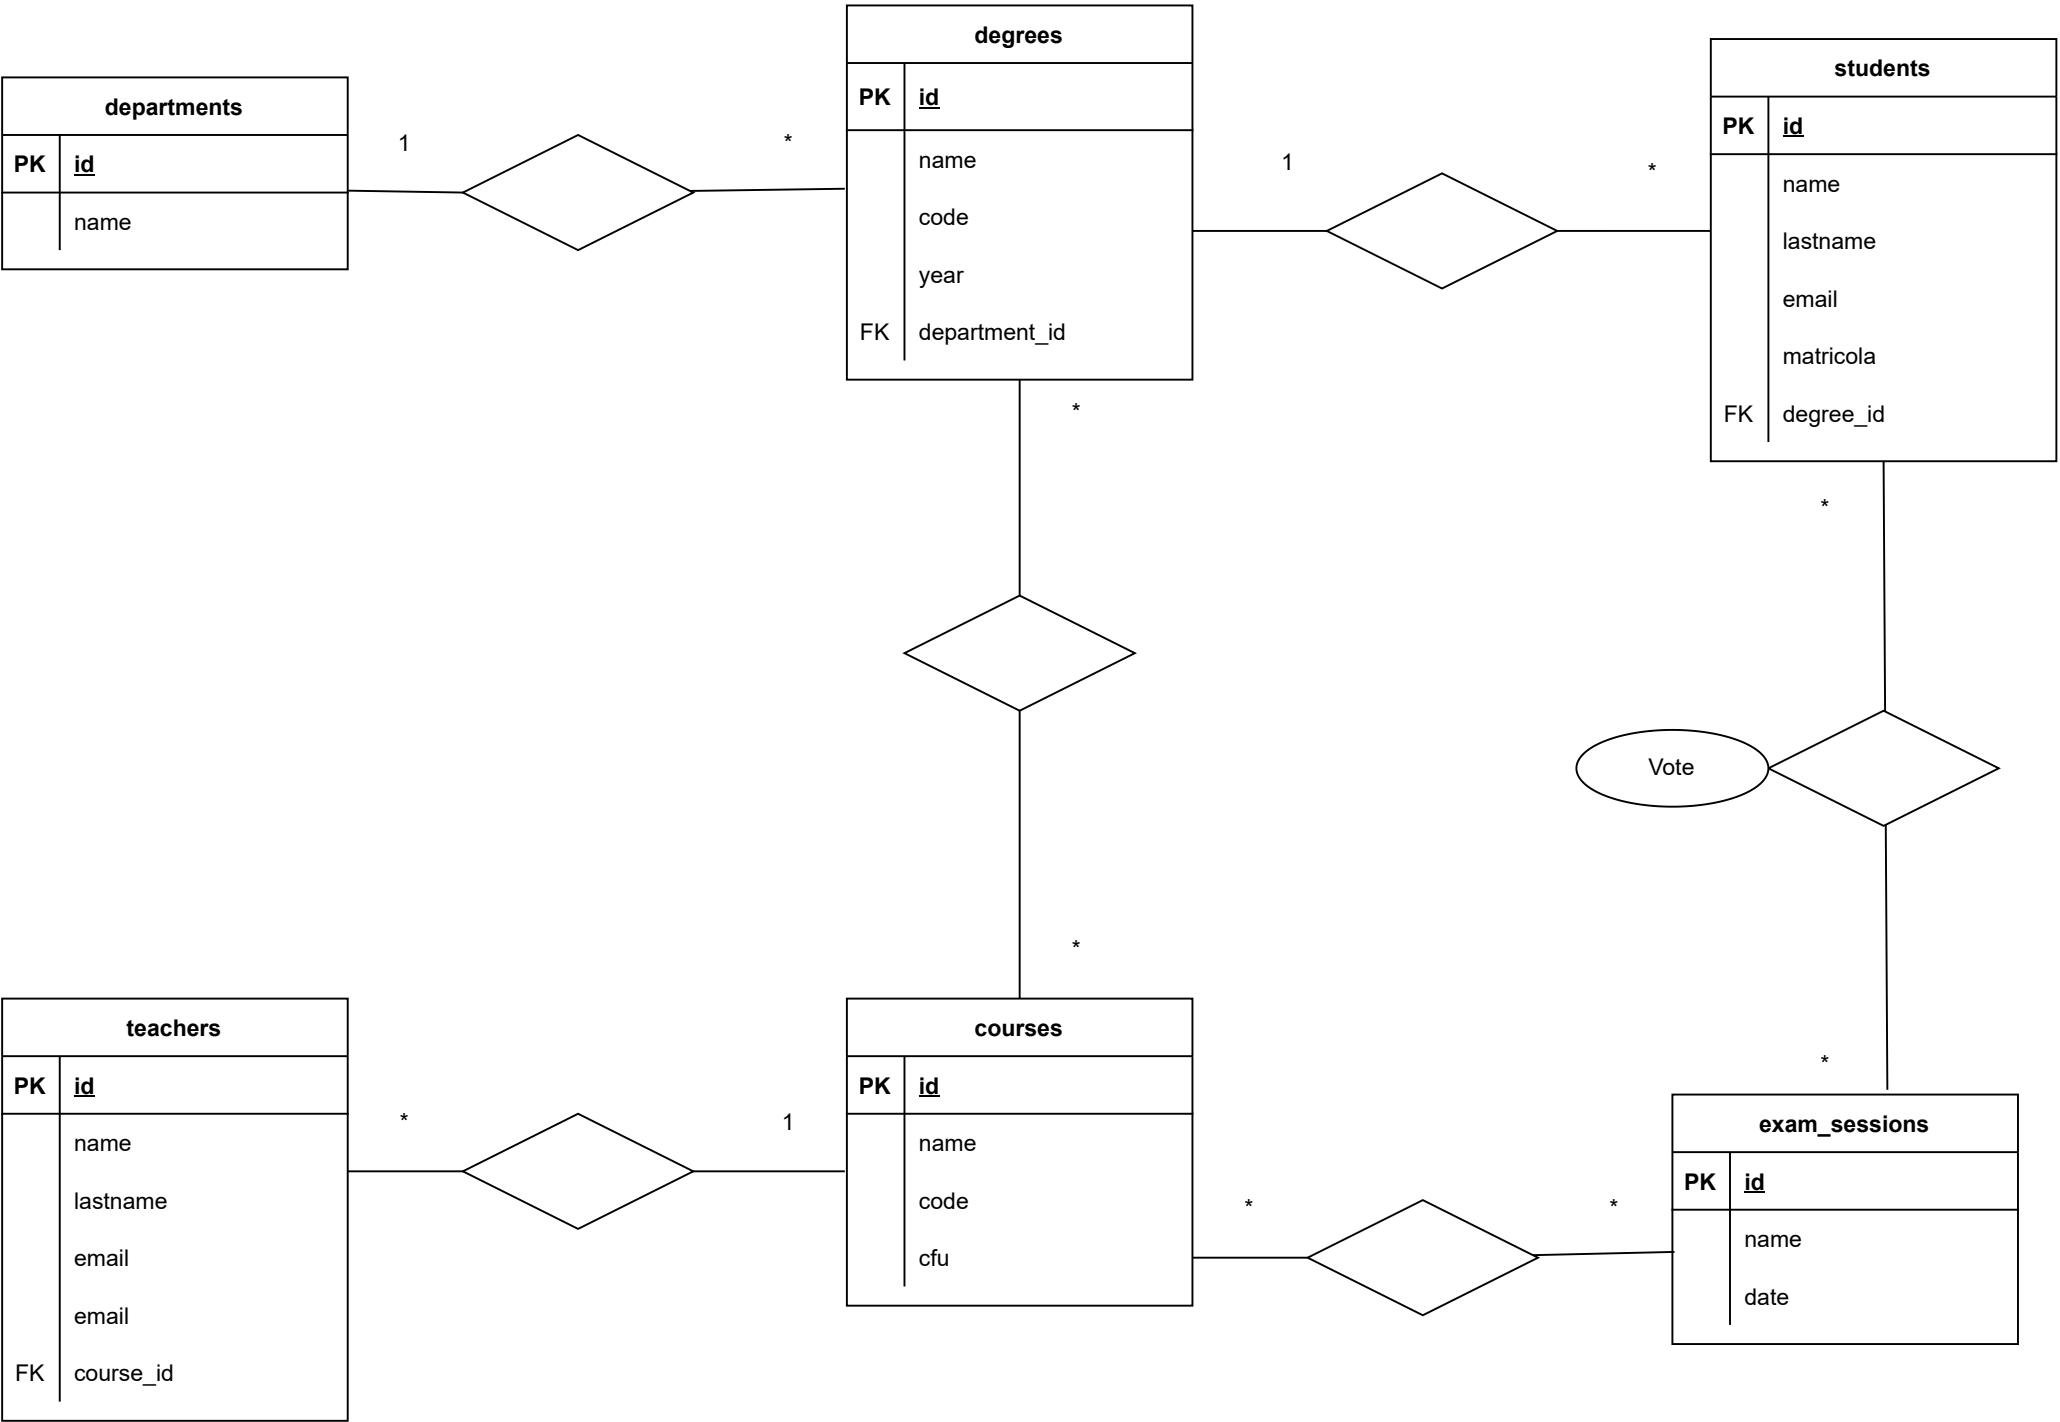 departments
PK id
name
1
*
degrees
PK id
name
code
year
FK department_id
1
*
students
PK id
name
lastname
email
matricola
FK degree_id
*
*
Vote
*
*
teachers
PK id
name
lastname
email
email
FK course_id
*
1
courses
PK id
name
code
cfu
*
*
exam_sessions
PK id
name
date